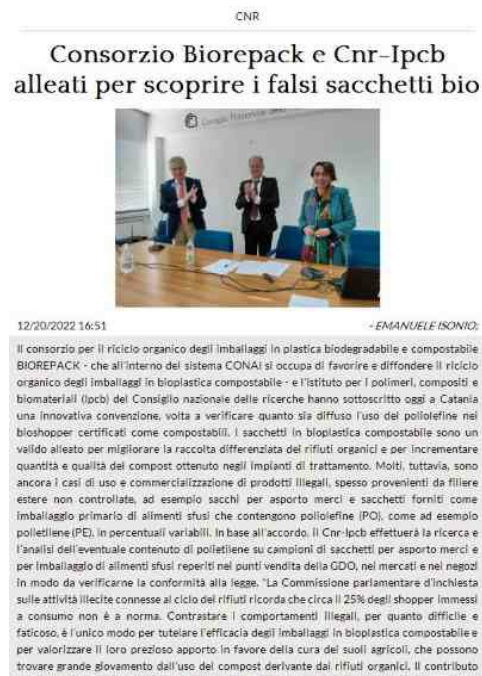 CNR
Consorzio Biorepack e Cnr-Ipcb
alleati per scoprire i falsi sacchetti bio
12/20/2022 16:51
- EMANUELE ISONIO;
Il consorzio per il riciclo organico degli imballaggi in plastica biodegradabile e compostabile
BIOREPACK - che all'interno del sistema CONAI si occupa di favorire e diffondere il riciclo
organico degli imballaggi in bioplastica compostabile - e l'Istituto per i polimeri, compositi e
biomateriali (Ipcb) del Consiglio nazionale delle ricerche hanno sottoscritto oggi a Catania
una innovativa convenzione, volta a verificare quanto sia diffuso l'uso del poliolefine nei
bioshopper certificati come compostabili. I sacchetti in bioplastica compostabile sono un
valido alleato per migliorare la raccolta differenziata dei rifiuti organici e per incrementare
quantità e qualità del compost ottenuto negli impianti di trattamento. Molti, tuttavia, sono
ancora i casi di uso e commercializzazione di prodotti illegali, spesso provenienti da filiere
estere non controllate, ad esempio sacchi per asporto merci e sacchetti forniti come
imballaggio primario di alimenti sfusi che contengono poliolefine (PO), come ad esempio
polietilene (PE), in percentuali variabili. In base all'accordo, il Cnr-Ipcb effettuerà la ricerca e
l'analisi dell'eventuale contenuto di polietilene su campioni di sacchetti per asporto merci e
per imballaggio di alimenti sfusi reperiti nei punti vendita della GDO, nei mercati e nei negozi
in modo da verificarne la conformità alla legge. "La Commissione parlamentare d'inchiesta
sulle attività illecite connesse al ciclo dei rifiuti ricorda che circa il 25% degli shopper immessi
a consumo non è a norma. Contrastare i comportamenti illegali, per quanto difficile e
faticoso, è l'unico modo per tutelare l'efficacia degli imballaggi in bioplastica compostabile e
per valorizzare il loro prezioso apporto in favore della cura dei suoli agricoli, che possono
trovare grande giovamento dall'uso del compost derivante dai rifiuti organici. Il contributo